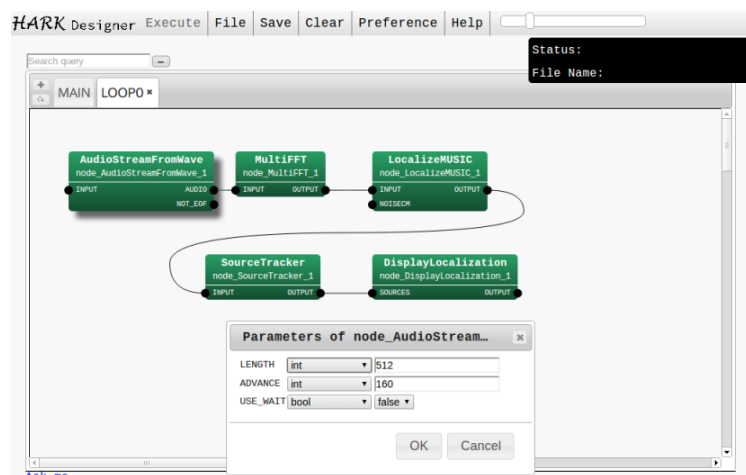 HARK Designer Execute File Save Clear Preference Help
Status:
File Name:
Search query
MAIN LOOP0
AudioStreamFromWave
node_AudioStreamFromWave_1
INPUT AUDIO
NOT_EOF
MultiFFT
node_MultiFFT_1
INPUT OUTPUT
LocalizeMUSIC
node_LocalizeMUSIC_1
INPUT OUTPUT
NOISECM
SourceTracker
node_SourceTracker_1
INPUT OUTPUT
DisplayLocalization
node_DisplayLocalization_1
SOURCES OUTPUT
Parameters of node_AudioStream…
LENGTH int 512
ADVANCE int 160
USE_WAIT bool false
OK Cancel